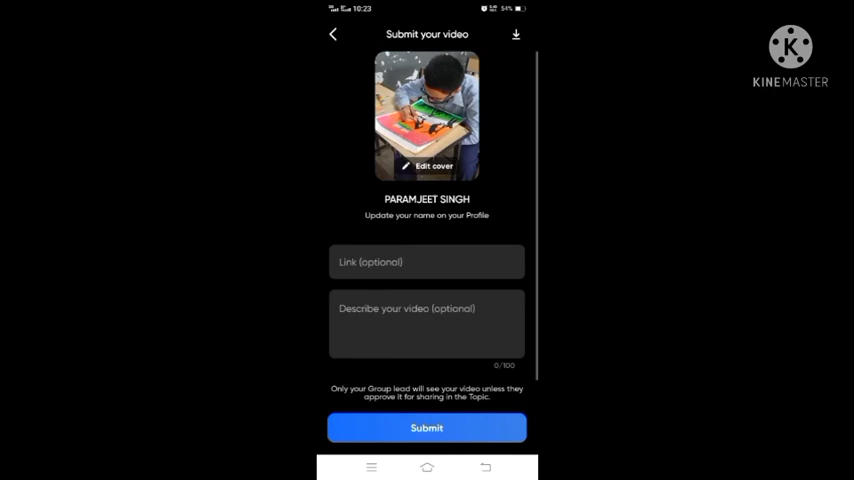 10:23
54%
Submit your video
K
KINEMASTER
Edit cover
PARAMJEET SINGH
Update your name on your Profile
Link (optional)
Describe your video (optional)
0/100
Only your Group lead will see your video unless they
approve it for sharing in the Topic.
Submit